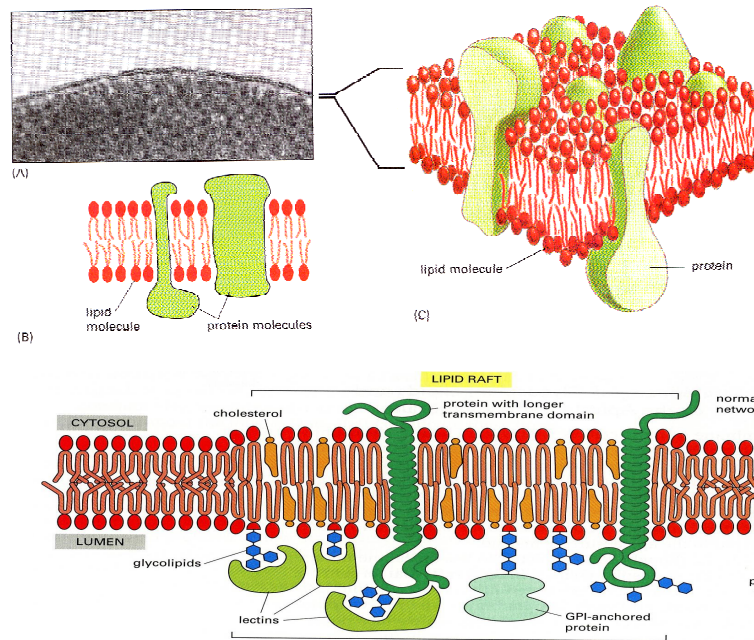 (A)
lipid molecule
protein
(C)
lipid
molecule
protein molecules
(B)
LIPID RAFT
protein with longer
transmembrane domain
cholesterol
CYTOSOL
LUMEN
glycolipids
lectins
GPI-anchored
protein